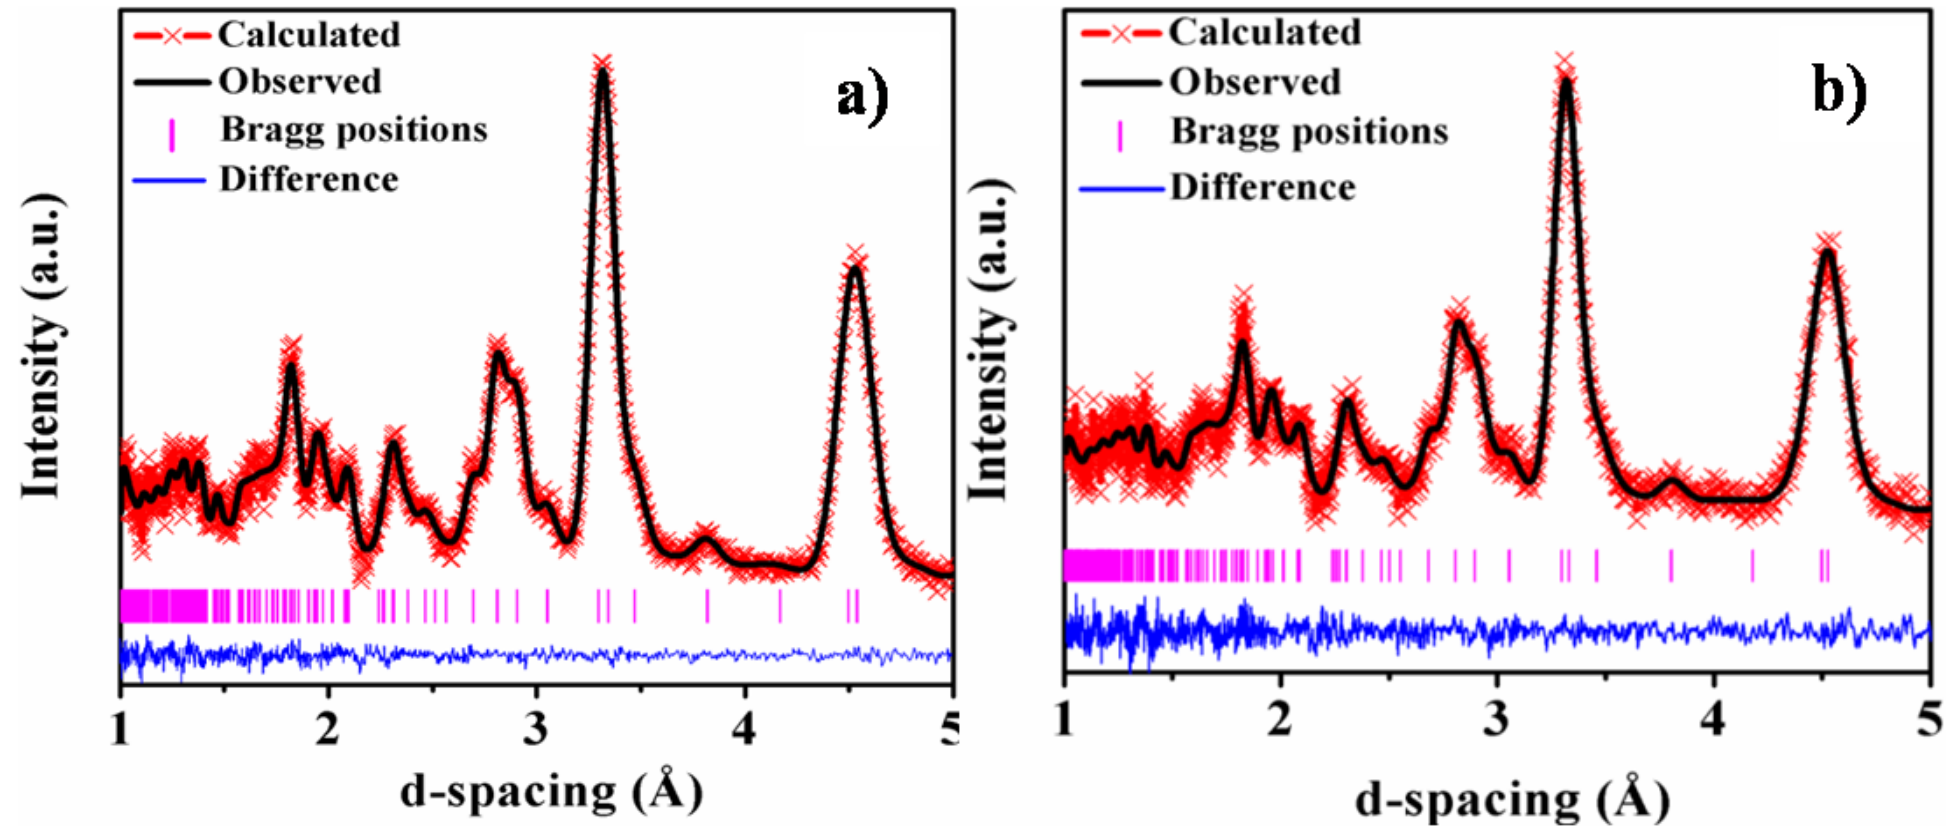 Calculated
Observed
Bragg positions
Difference
a)
Intensity (a.u.)
1 2 3 4 5
d-spacing (Å)
Calculated
Observed
Bragg positions
Difference
b)
Intensity (a.u.)
1 2 3 4 5
d-spacing (Å)